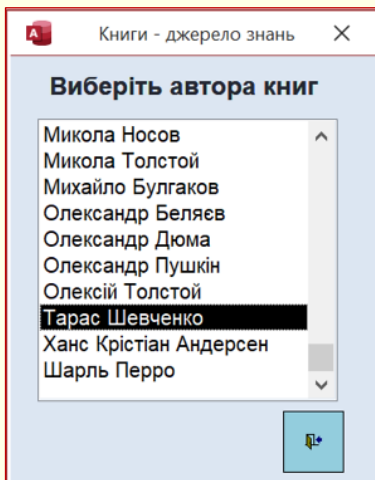 Книги - джерело знань
Виберіть автора книг
Микола Носов
Микола Толстой
Михайло Булгаков
Олександр Беляєв
Олександр Дюма
Олександр Пушкін
Олексій Толстой
Тарас Шевченко
Ханс Крістіан Андерсен
Шарль Перро